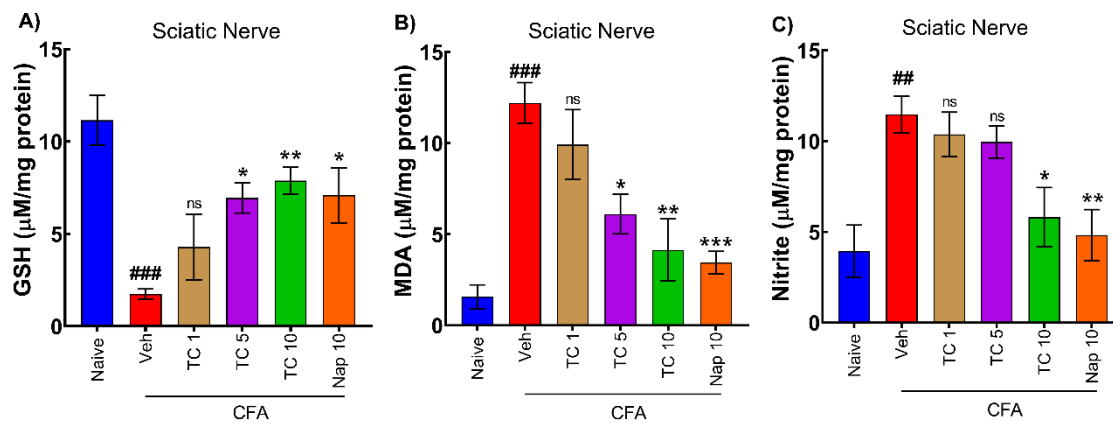 A)
Sciatic Nerve
GSH (µM/mg protein)
15
10
5
0
###
ns
*
**
*
Naive
Veh
TC 1
TC 5
TC 10
Nap 10
CFA
B)
Sciatic Nerve
MDA (µM/mg protein)
15
10
5
0
###
ns
*
**
***
Naive
Veh
TC 1
TC 5
TC 10
Nap 10
CFA
C)
Sciatic Nerve
Nitrite (µM/mg protein)
15
10
5
0
##
ns
ns
*
**
Naive
Veh
TC 1
TC 5
TC 10
Nap 10
CFA